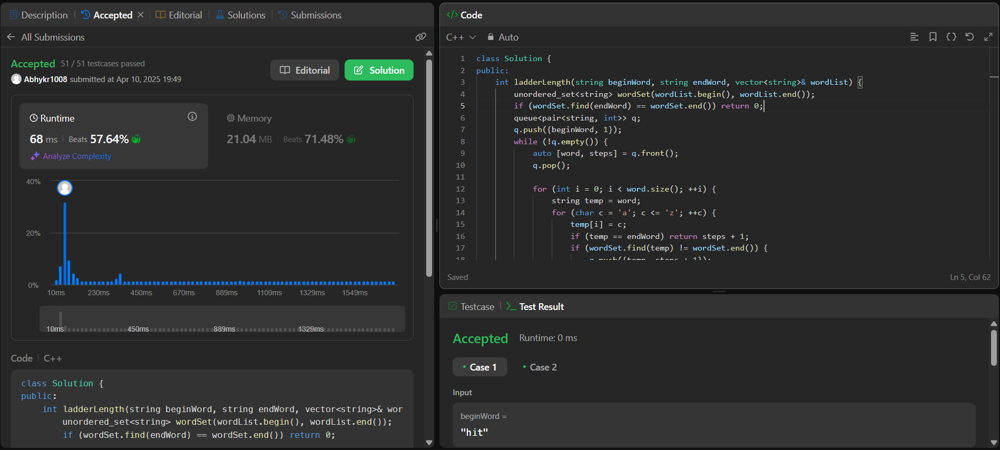 Description
Accepted
Editorial
Solutions
Submissions
All Submissions
Accepted 51 / 51 testcases passed
Abhykr1008 submitted at Apr 10, 2025 19:49
Editorial
Solution
Runtime
68 ms Beats 57.64%
Analyze Complexity
Memory
21.04 MB Beats 71.48%
40%
20%
0%
10ms 230ms 450ms 670ms 889ms 1109ms 1329ms 1549ms
10ms 450ms 889ms 1329ms
Code C++
class Solution {
public:
int ladderLength(string beginWord, string endWord, vector<string>& wor
unordered_set<string> wordSet(wordList.begin(), wordList.end());
if (wordSet.find(endWord) == wordSet.end()) return 0;
</> Code
C++ Auto
1 class Solution {
2 public:
3 int ladderLength(string beginWord, string endWord, vector<string>& wordList) {
4 unordered_set<string> wordSet(wordList.begin(), wordList.end());
5 if (wordSet.find(endWord) == wordSet.end()) return 0;
6 queue<pair<string, int>> q;
7 q.push({beginWord, 1});
8 while (!q.empty()) {
9 auto [word, steps] = q.front();
10 q.pop();
11
12 for (int i = 0; i < word.size(); ++i) {
13 string temp = word;
14 for (char c = 'a'; c <= 'z'; ++c) {
15 temp[i] = c;
16 if (temp == endWord) return steps + 1;
17 if (wordSet.find(temp) != wordSet.end()) {
18 q.push({temp, steps + 1});
Saved
Ln 5, Col 62
Testcase
Test Result
Accepted Runtime: 0 ms
Case 1
Case 2
Input
beginWord =
"hit"